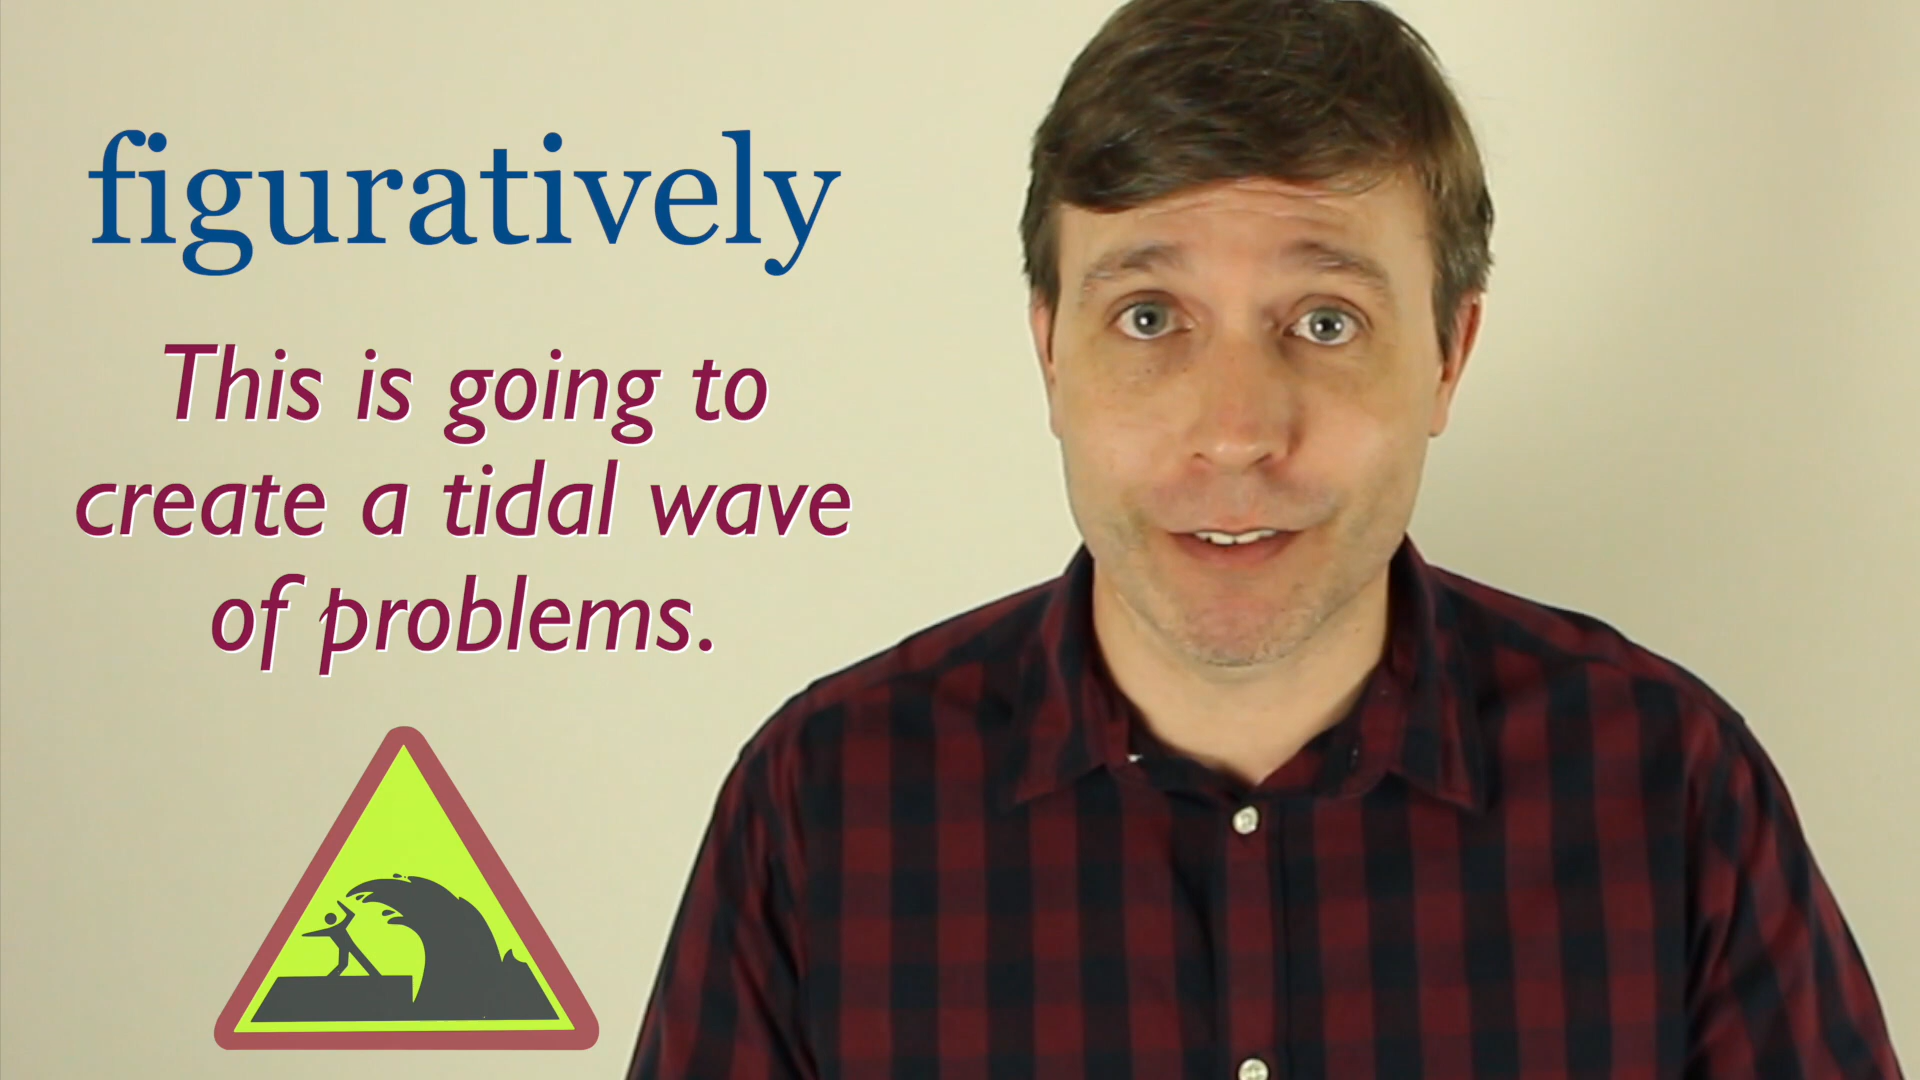 figuratively
This is going to
create a tidal wave
of problems.